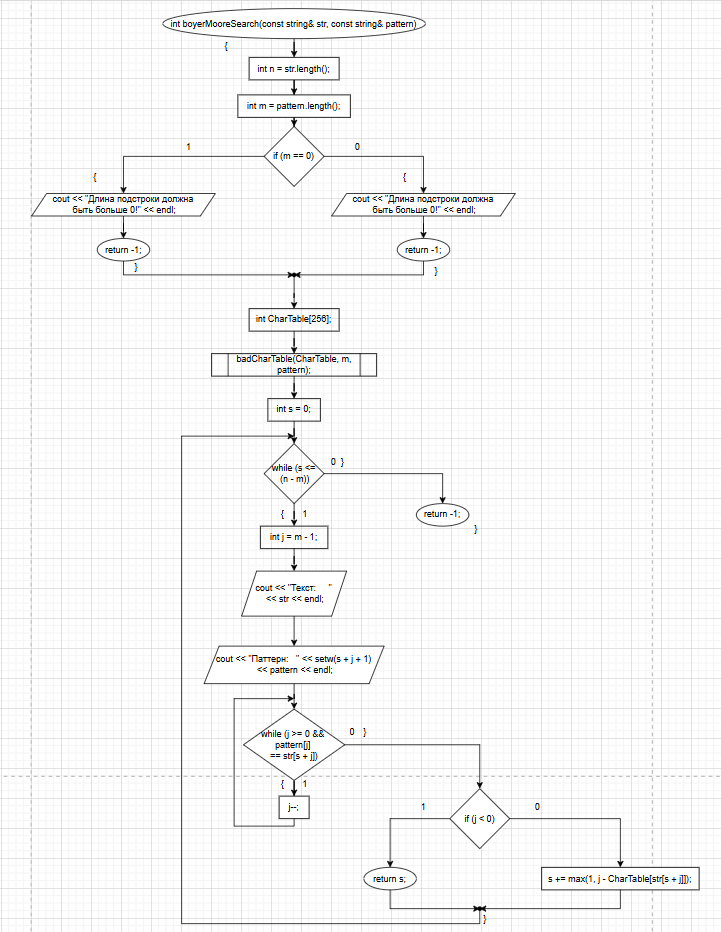 int boyerMooreSearch(const string& str, const string& pattern)
{
int n = str.length();
int m = pattern.length();
if (m == 0)
1
0
{
{
cout << "Длина подстроки должна
быть больше 0!" << endl;
cout << "Длина подстроки должна
быть больше 0!" << endl;
return -1;
return -1;
}
}
int CharTable[256];
badCharTable(CharTable, m,
pattern);
int s = 0;
while (s <=
(n - m))
0 }
return -1;
}
{ 1
int j = m - 1;
cout << "Текст: "
<< str << endl;
cout << "Паттерн: " << setw(s + j + 1)
<< pattern << endl;
while (j >= 0 &&
pattern[j]
== str[s + j])
0 }
{ 1
j--;
if (j < 0)
1
0
return s;
s += max(1, j - CharTable[str[s + j]]);
}